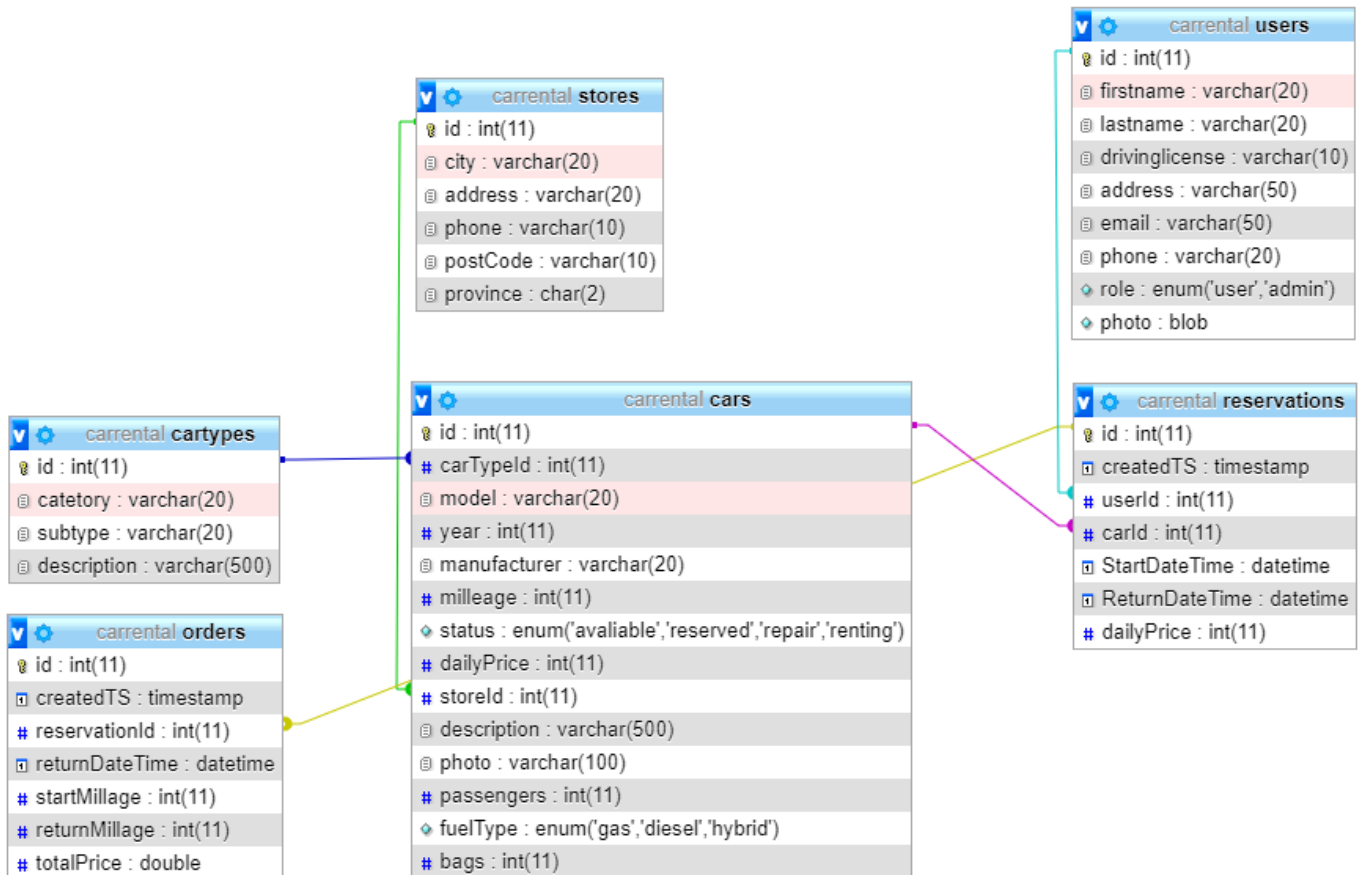 carrental stores
id : int(11)
city : varchar(20)
address : varchar(20)
phone : varchar(10)
postCode : varchar(10)
province : char(2)
carrental users
id : int(11)
firstname : varchar(20)
lastname : varchar(20)
drivinglicense : varchar(10)
address : varchar(50)
email : varchar(50)
phone : varchar(20)
role : enum('user','admin')
photo : blob
carrental cartypes
id : int(11)
catetory : varchar(20)
subtype : varchar(20)
description : varchar(500)
carrental orders
id : int(11)
createdTS : timestamp
reservationId : int(11)
returnDateTime : datetime
startMillage : int(11)
returnMillage : int(11)
totalPrice : double
carrental cars
id : int(11)
carTypeId : int(11)
model : varchar(20)
year : int(11)
manufacturer : varchar(20)
milleage : int(11)
status : enum('avaliable','reserved','repair','renting')
dailyPrice : int(11)
storeId : int(11)
description : varchar(500)
photo : varchar(100)
passengers : int(11)
fuelType : enum('gas','diesel','hybrid')
bags : int(11)
carrental reservations
id : int(11)
createdTS : timestamp
userId : int(11)
carId : int(11)
StartDateTime : datetime
ReturnDateTime : datetime
dailyPrice : int(11)